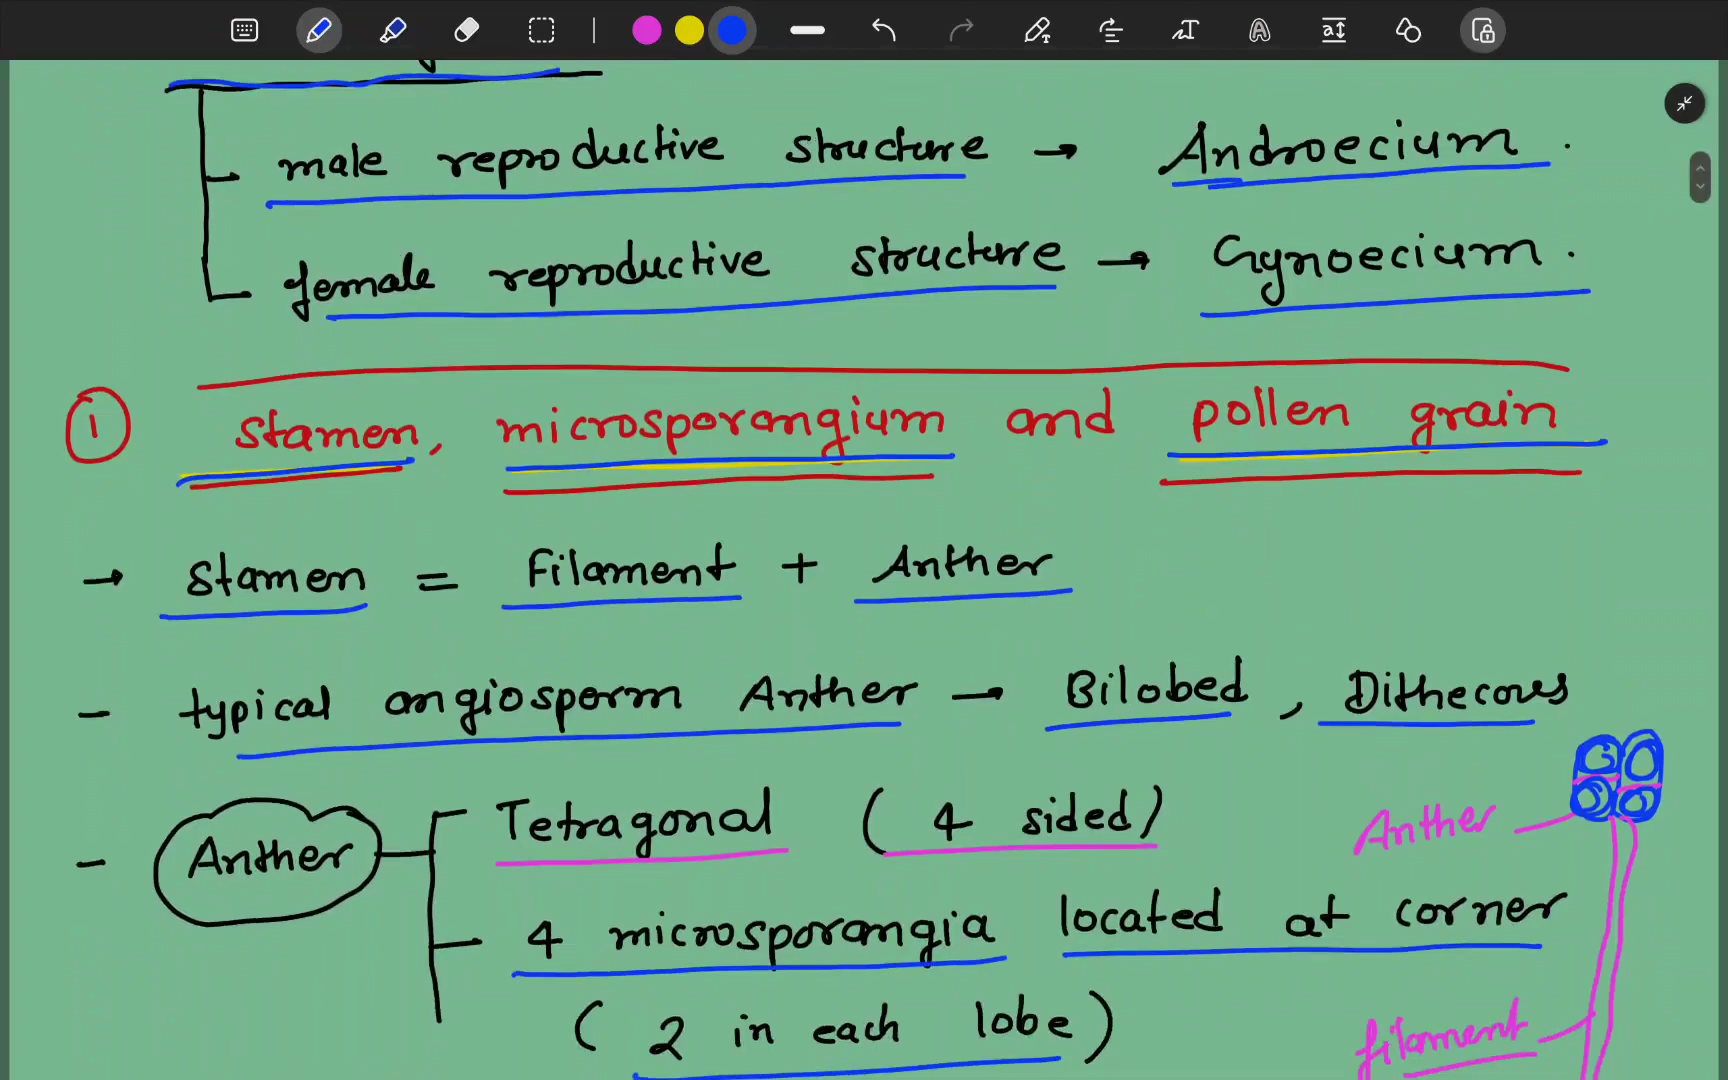 male reproductive structure → Androecium.
female reproductive structure → Gynoecium.
① stamen, microsporangium and pollen grain
→ stamen = Filament + Anther
- typical angiosperm Anther → Bilobed, Dithecous
- Anther
Tetragonal (4 sided)
Anther
4 microsporangia located at corner
(2 in each lobe)
filament